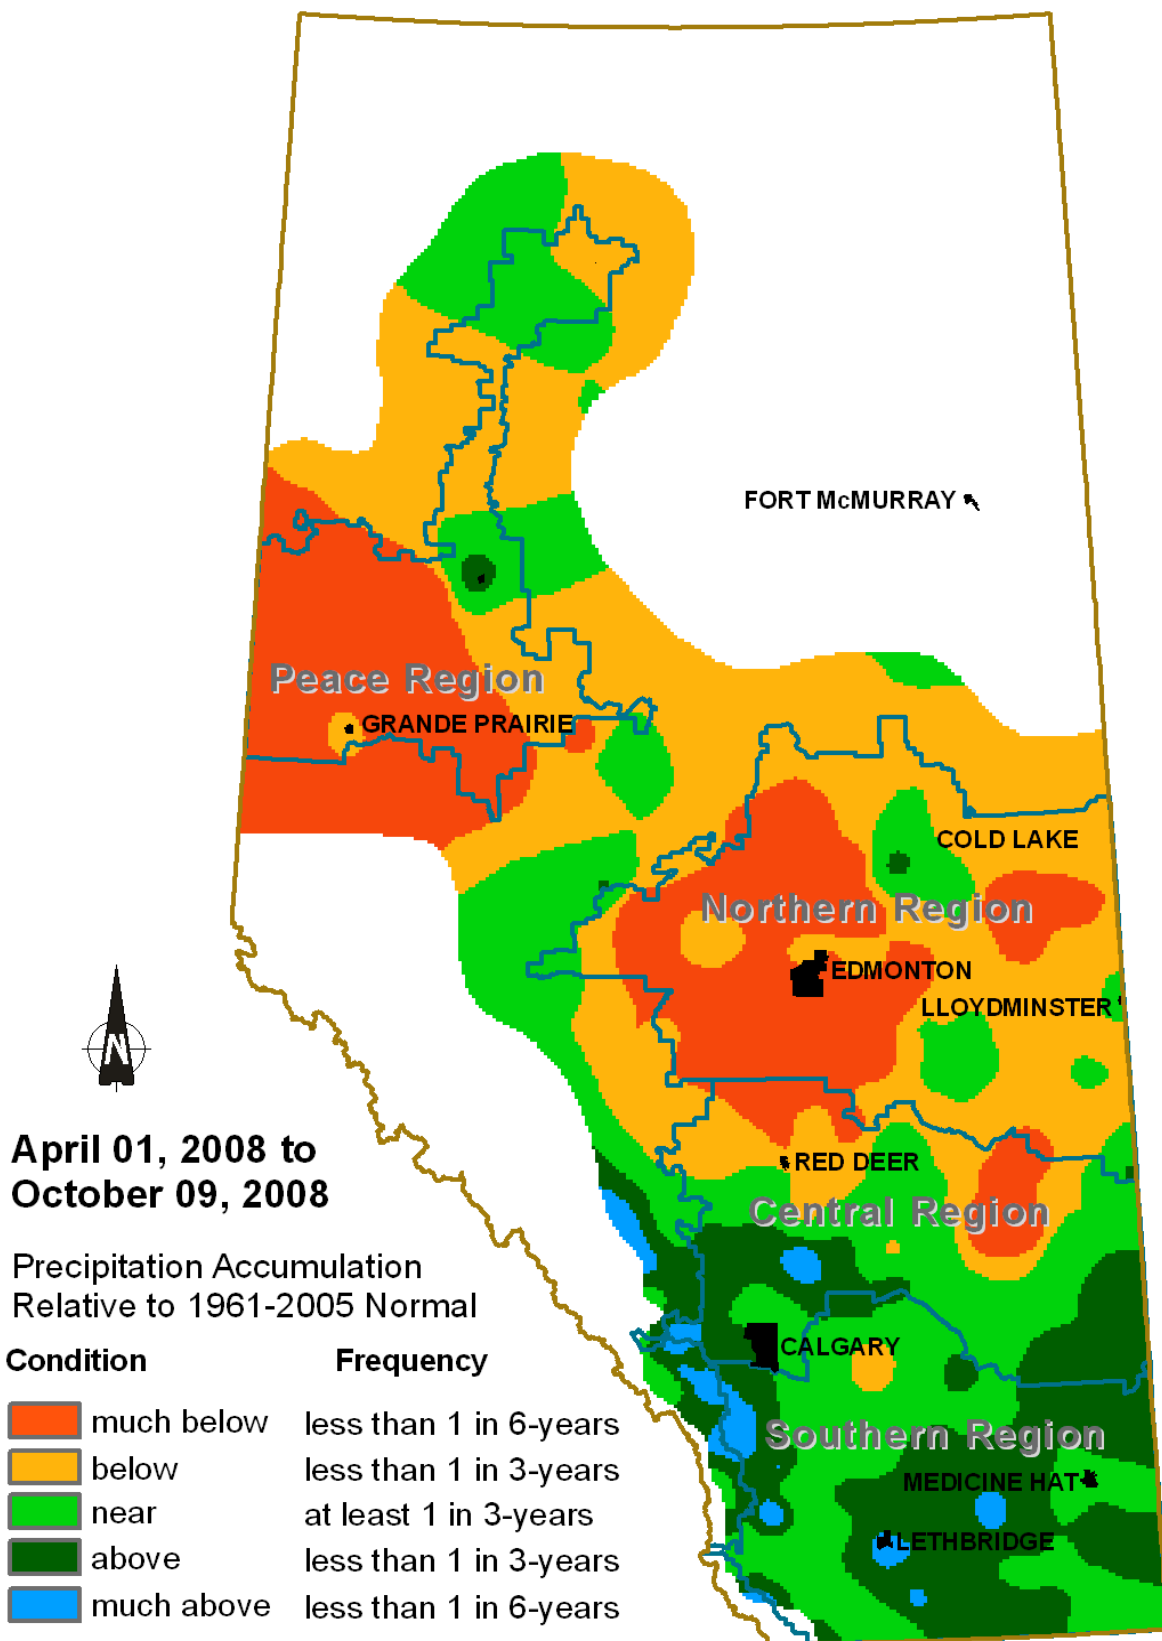 FORT McMURRAY
Peace Region
GRANDE PRAIRIE
COLD LAKE
Northern Region
EDMONTON
LLOYDMINSTER
N
April 01, 2008 to
October 09, 2008
RED DEER
Central Region
Precipitation Accumulation
Relative to 1961-2005 Normal
CALGARY
Condition Frequency
much below less than 1 in 6-years
Southern Region
below less than 1 in 3-years
MEDICINE HAT
near at least 1 in 3-years
LETHBRIDGE
above less than 1 in 3-years
much above less than 1 in 6-years